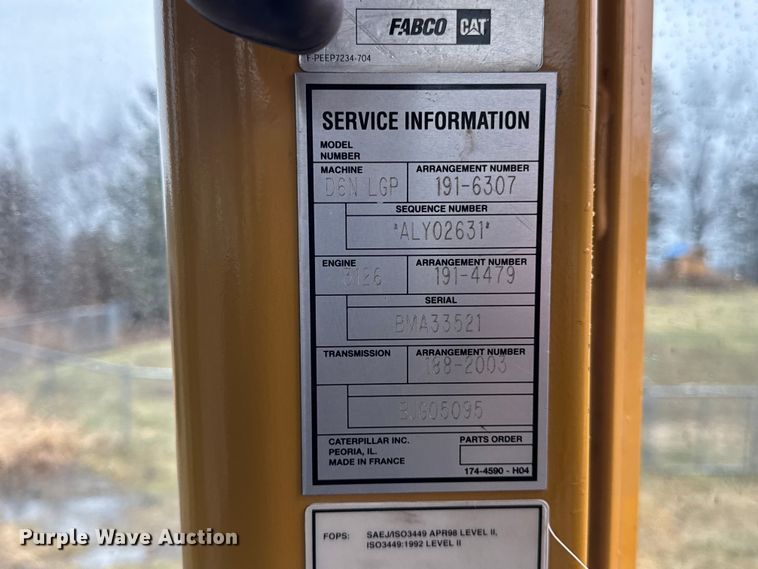 FABCO CAT
F-PEEP7234-704
SERVICE INFORMATION
MODEL
NUMBER
MACHINE ARRANGEMENT NUMBER
D6N LGP 191-6307
SEQUENCE NUMBER
*ALY02631*
ENGINE ARRANGEMENT NUMBER
3126 191-4479
SERIAL
BMA33521
TRANSMISSION ARRANGEMENT NUMBER
198-2003
BJG05095
CATERPILLAR INC. PARTS ORDER
PEORIA, IL.
MADE IN FRANCE
174-4590 - H04
FOPS: SAEJ/ISO3449 APR98 LEVEL II,
ISO3449:1992 LEVEL II
Purple Wave Auction